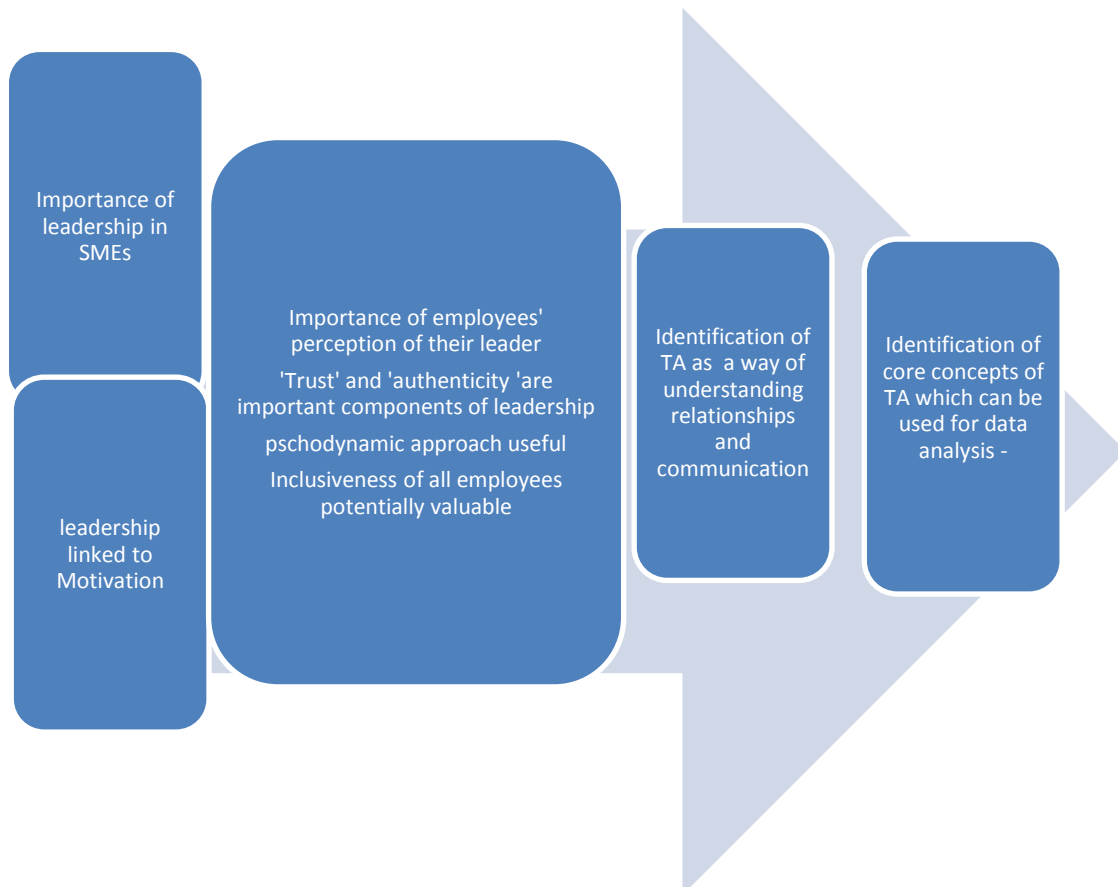 Importance of
leadership in
SMEs
leadership
linked to
Motivation
Importance of employees'
perception of their leader
'Trust' and 'authenticity 'are
important components of leadership
pschodynamic approach useful
Inclusiveness of all employees
potentially valuable
Identification of
TA as  a way of
understanding
relationships
and
communication
Identification of
core concepts of
TA which can be
used for data
analysis -